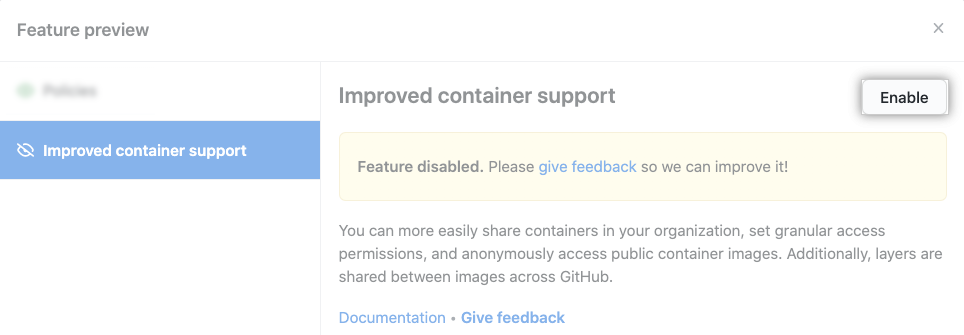 Feature preview
Policies
Improved container support
Improved container support
Enable
Feature disabled. Please give feedback so we can improve it!
You can more easily share containers in your organization, set granular access
permissions, and anonymously access public container images. Additionally, layers are
shared between images across GitHub.
Documentation • Give feedback